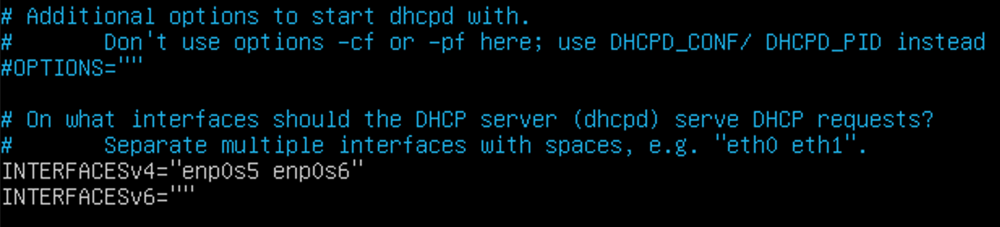 # Additional options to start dhcpd with.
#       Don't use options -cf or -pf here; use DHCPD_CONF/ DHCPD_PID instead
#OPTIONS=""
# On what interfaces should the DHCP server (dhcpd) serve DHCP requests?
#       Separate multiple interfaces with spaces, e.g. "eth0 eth1".
INTERFACESv4="enp0s5 enp0s6"
INTERFACESv6=""